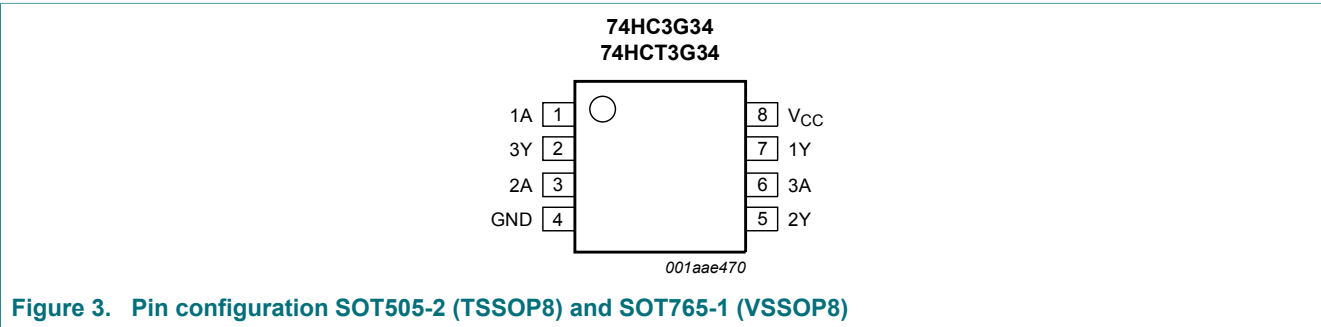 74HC3G34
74HCT3G34
1A 1 8 VCC
3Y 2 7 1Y
2A 3 6 3A
GND 4 5 2Y
001aae470
Figure 3. Pin configuration SOT505-2 (TSSOP8) and SOT765-1 (VSSOP8)